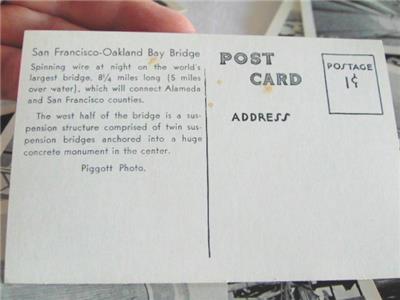 San Francisco-Oakland Bay Bridge
Spinning wire at night on the world's
largest bridge, 8¼ miles long (5 miles
over water), which will connect Alameda
and San Francisco counties.
The west half of the bridge is a sus-
pension structure comprised of twin sus-
pension bridges anchored into a huge
concrete monument in the center.
Piggott Photo.
POST
CARD
ADDRESS
POSTAGE
1¢